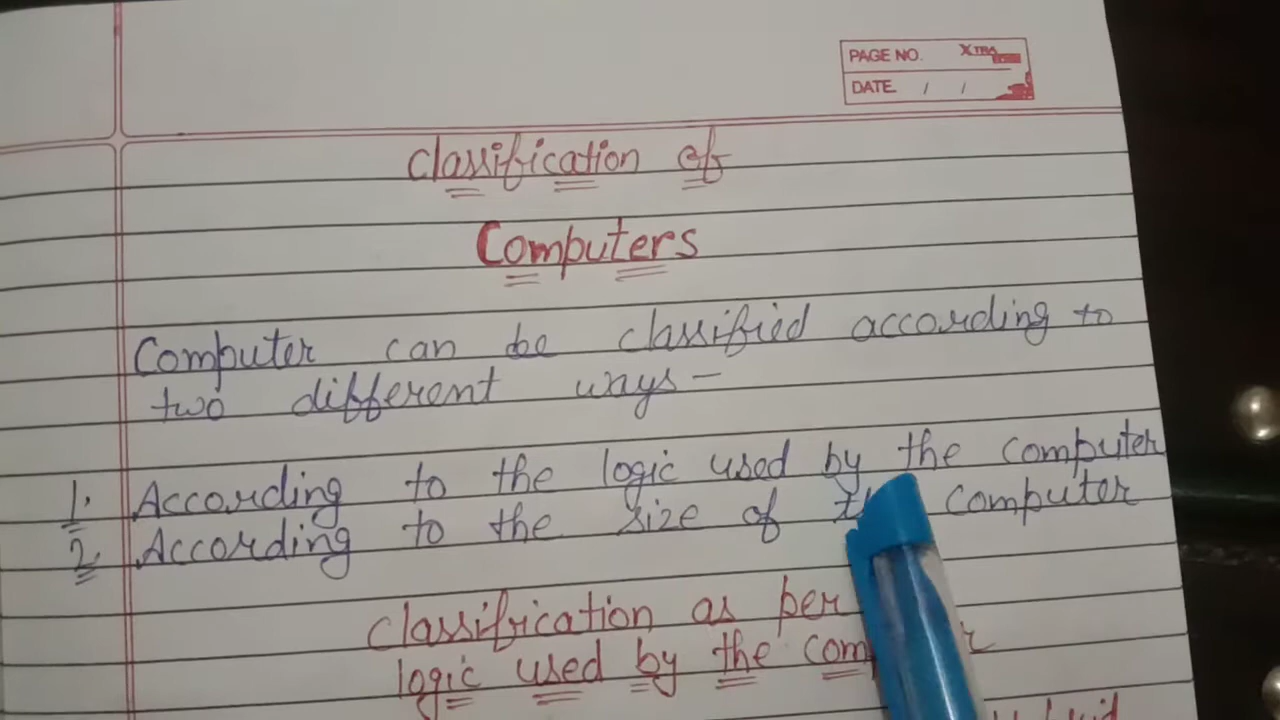 PAGE NO. XTRA
DATE / /
Classification of
Computers
Computer can be classified according to
two different ways-
1. According to the logic used by the computer
2. According to the size of computer
Classification as per
logic used by the